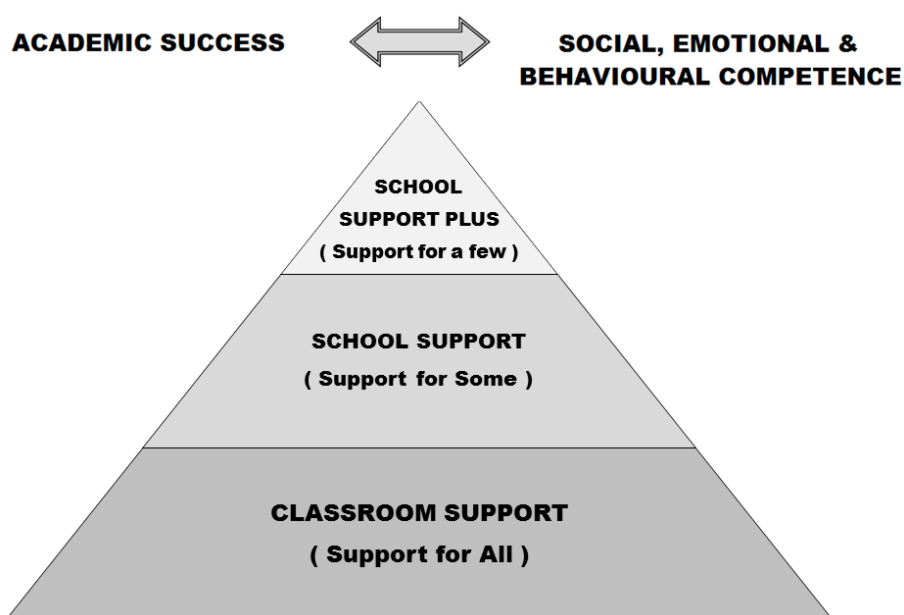 ACADEMIC SUCCESS
SOCIAL, EMOTIONAL &
BEHAVIOURAL COMPETENCE
SCHOOL
SUPPORT PLUS
( Support for a few )
SCHOOL SUPPORT
( Support for Some )
CLASSROOM SUPPORT
( Support for All )